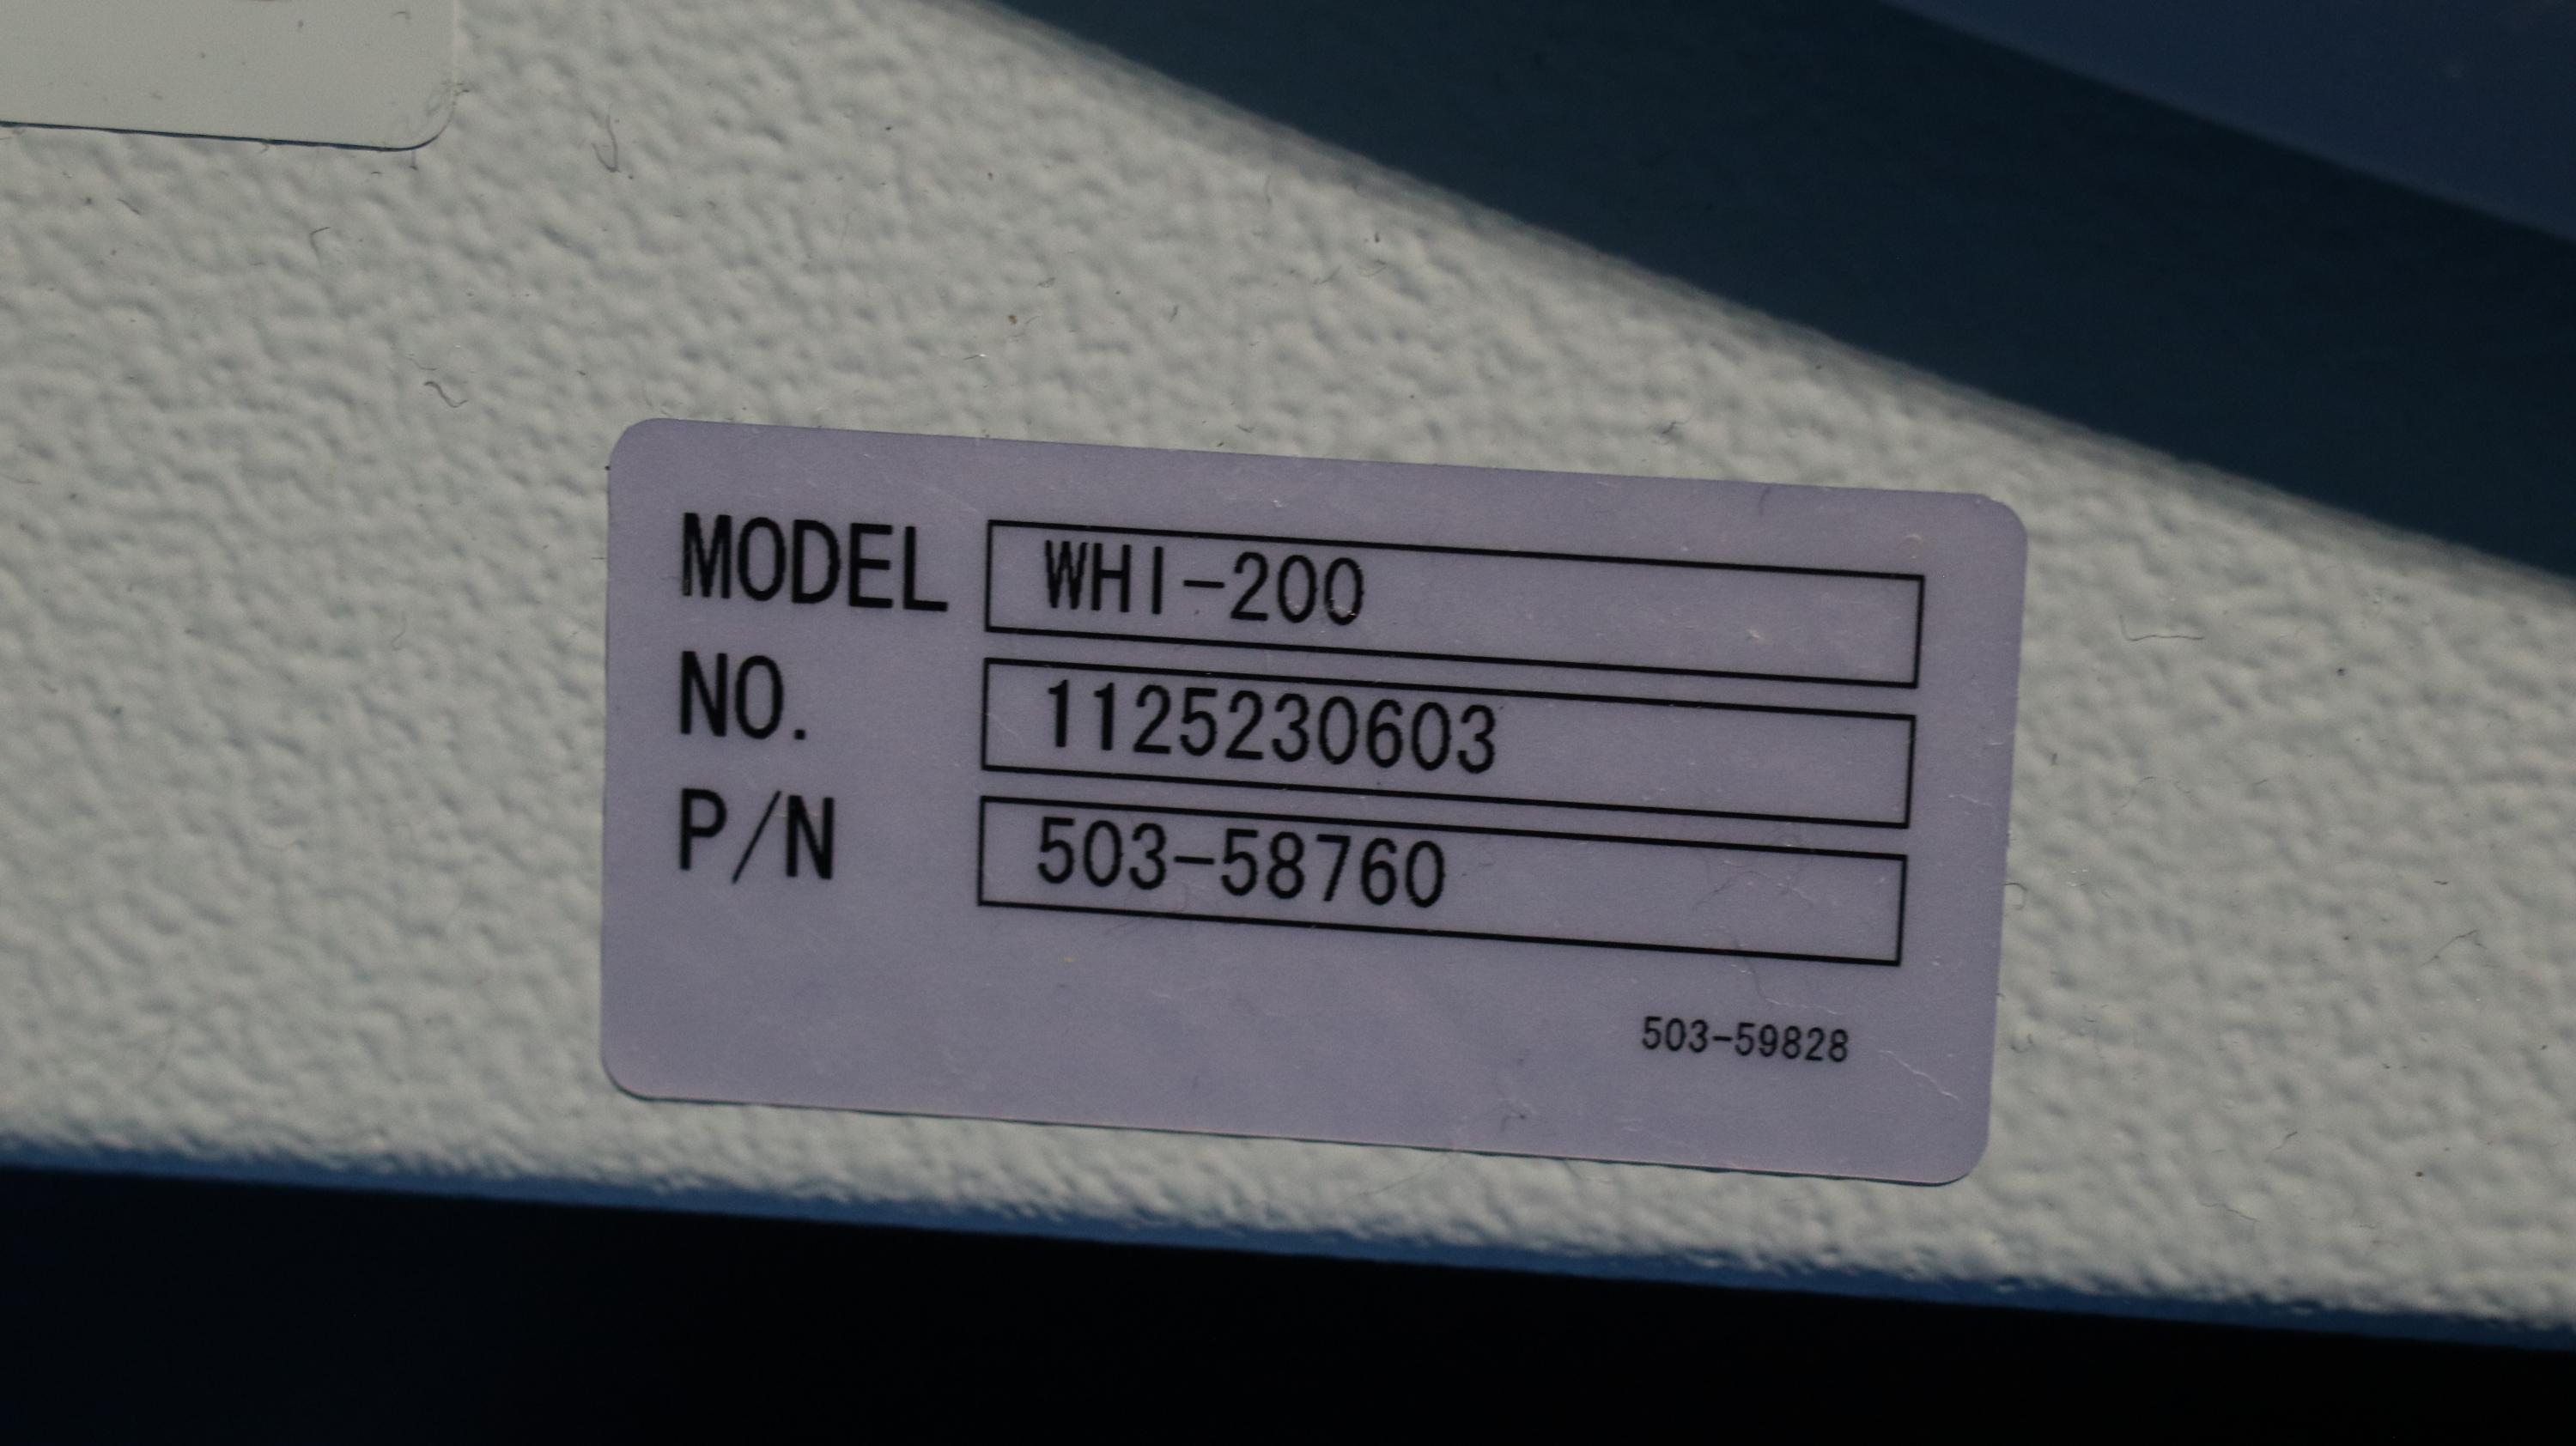 MODEL WHI-200
NO. 1125230603
P/N 503-58760
503-59828